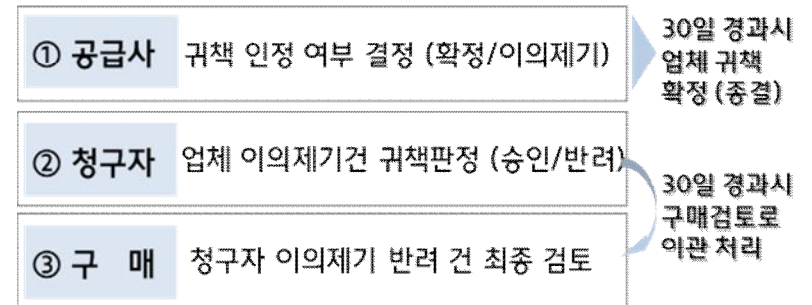 ① 공급사 귀책 인정 여부 결정 (확정/이의제기)
30일 경과시
업체 귀책
확정 (종결)
② 청구자 업체 이의제기건 귀책판정 (승인/반려)
30일 경과시
구매검토로
이관 처리
③ 구 매 청구자 이의제기 반려 건 최종 검토